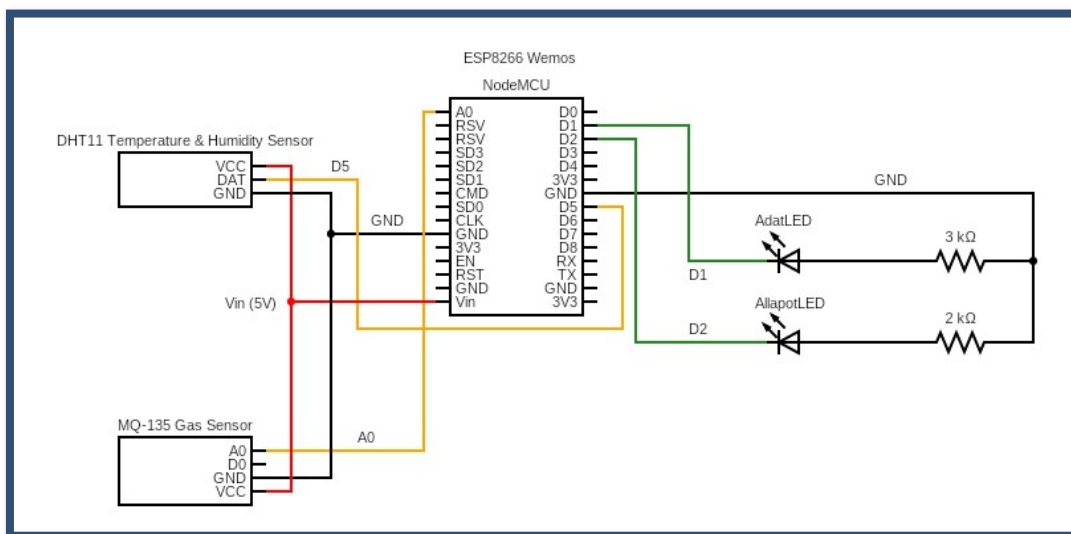 ESP8266 Wemos
NodeMCU
DHT11 Temperature & Humidity Sensor
VCC
DAT
GND
D5
GND
Vin (5V)
A0
RSV
RSV
SD3
SD2
SD1
CMD
SD0
CLK
GND
3V3
EN
RST
GND
Vin
D0
D1
D2
D3
D4
3V3
GND
D5
D6
D7
D8
RX
TX
GND
3V3
GND
AdatLED
3 kΩ
D1
AllapotLED
2 kΩ
D2
MQ-135 Gas Sensor
A0
D0
GND
VCC
A0